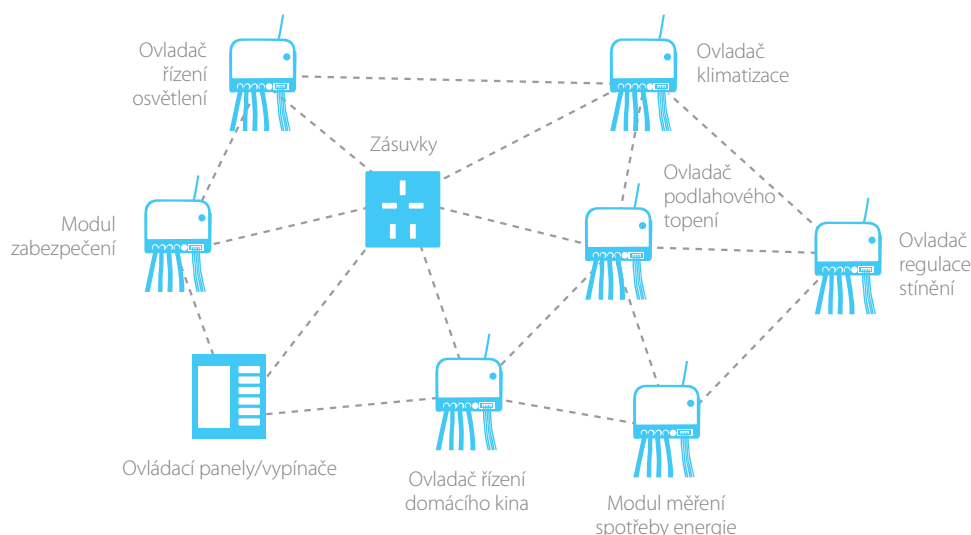 Ovladač
řízení
osvětlení
Ovladač
klimatizace
Zásuvky
Ovladač
podlahového
topení
Modul
zabezpečení
Ovladač
regulace
stínění
Ovládací panely/vypínače
Ovladač řízení
domácího kina
Modul měření
spotřeby energie